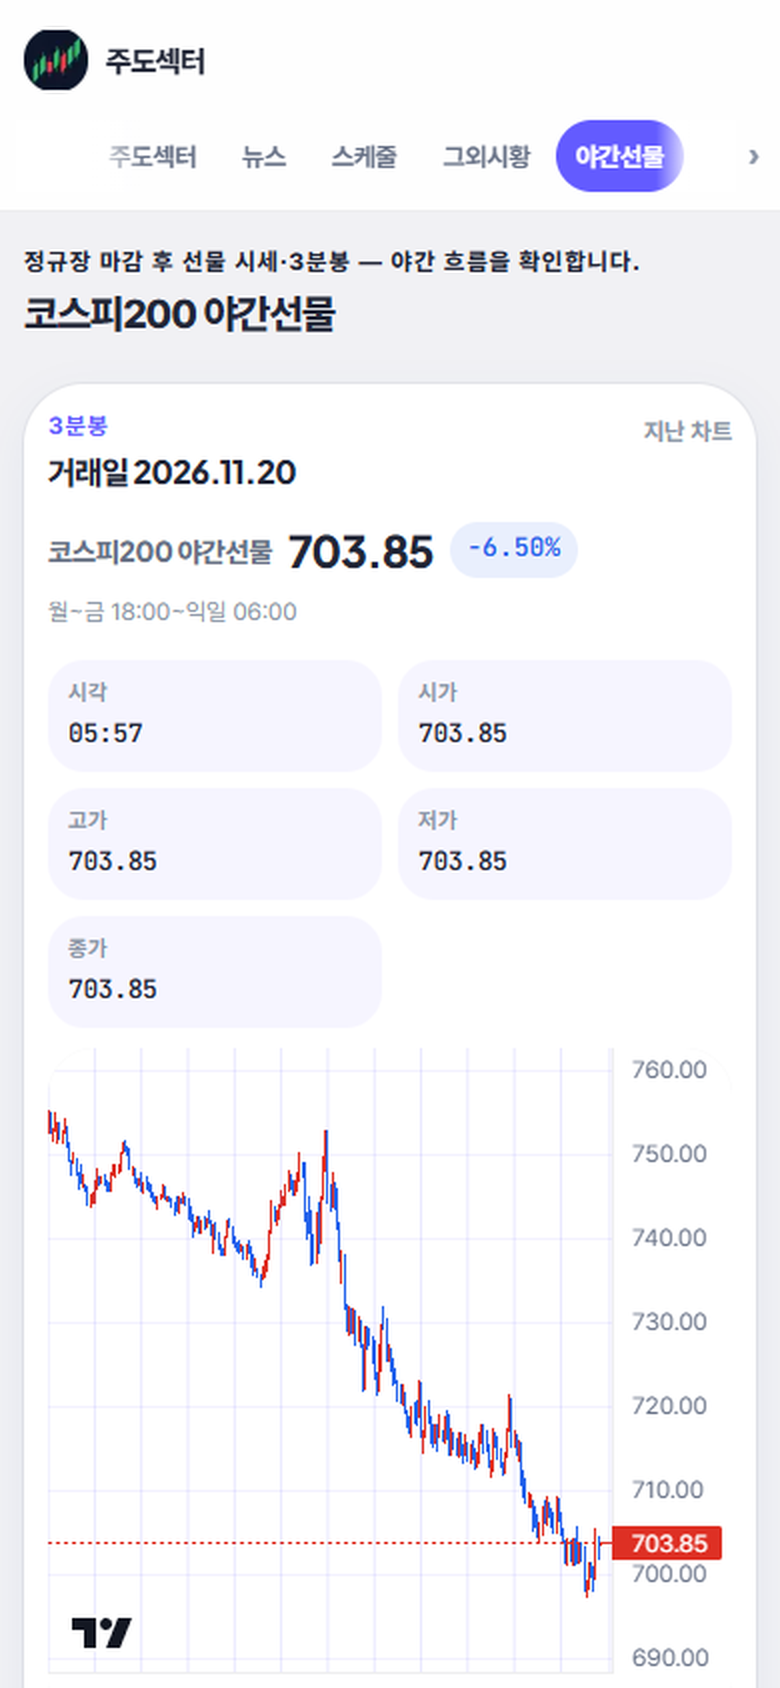 주도섹터
주도섹터 뉴스 스케줄 그외시황 야간선물 ›
정규장 마감 후 선물 시세·3분봉 — 야간 흐름을 확인합니다.
코스피200 야간선물
3분봉
지난 차트
거래일 2026.11.20
코스피200 야간선물 703.85 -6.50%
월~금 18:00~익일 06:00
시각
05:57
시가
703.85
고가
703.85
저가
703.85
종가
703.85
760.00
750.00
740.00
730.00
720.00
710.00
703.85
700.00
690.00